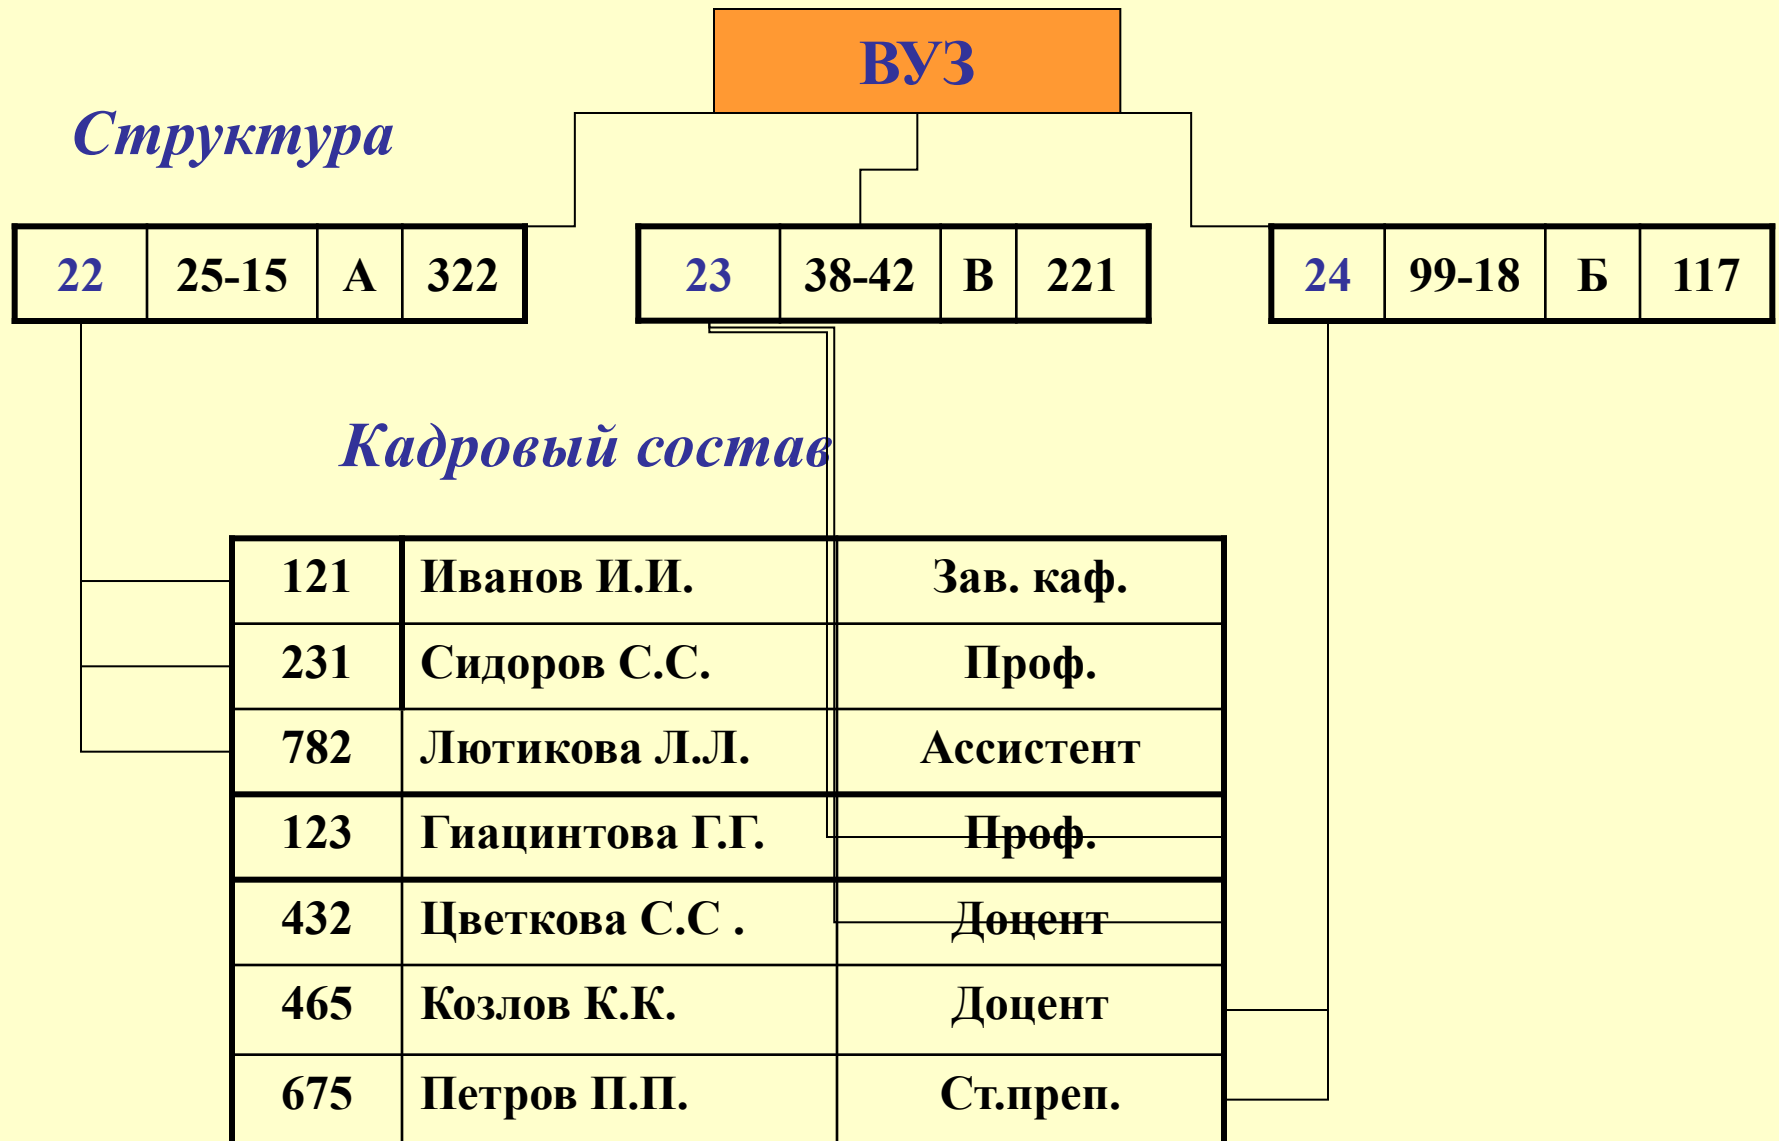 ВУЗ
Структура
22 25-15 А 322 23 38-42 В 221 24 99-18 Б 117
Кадровый состав
121 Иванов И.И. Зав. каф.
231 Сидоров С.С. Проф.
782 Лютикова Л.Л. Ассистент
123 Гиацинтова Г.Г. Проф.
432 Цветкова С.С . Доцент
465 Козлов К.К. Доцент
675 Петров П.П. Ст.преп.